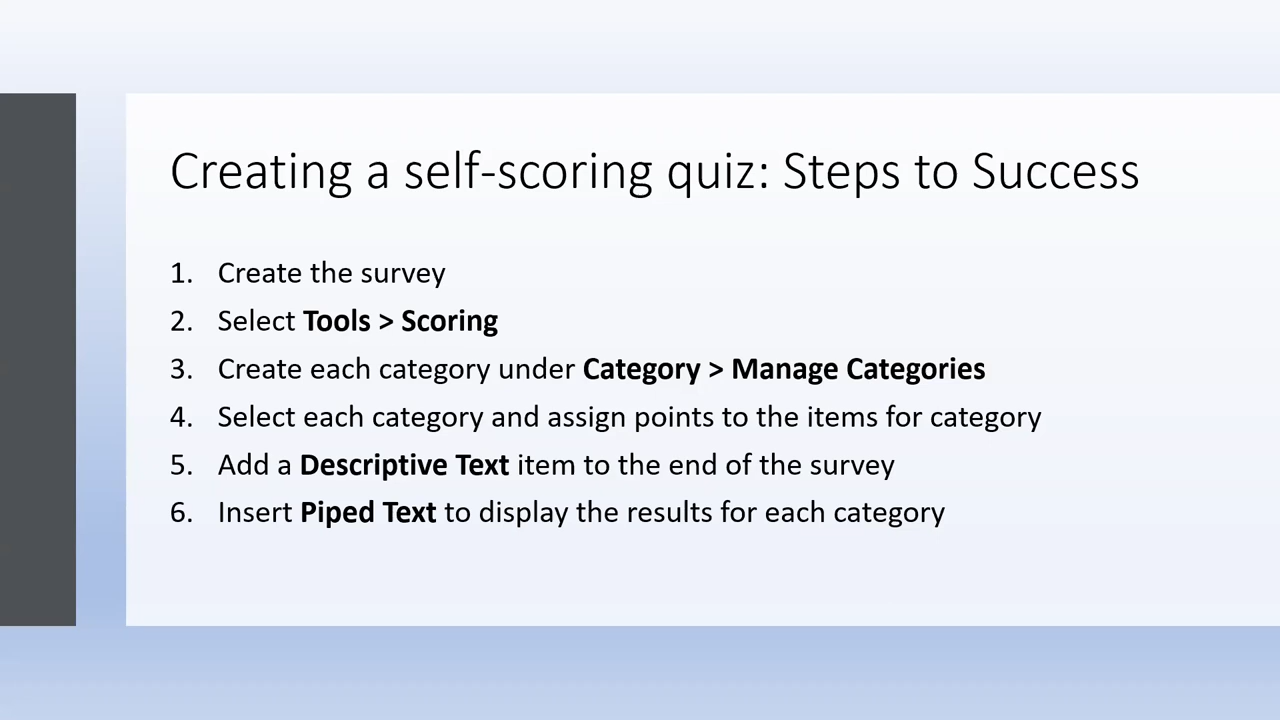 Creating a self-scoring quiz: Steps to Success
1. Create the survey
2. Select Tools > Scoring
3. Create each category under Category > Manage Categories
4. Select each category and assign points to the items for category
5. Add a Descriptive Text item to the end of the survey
6. Insert Piped Text to display the results for each category